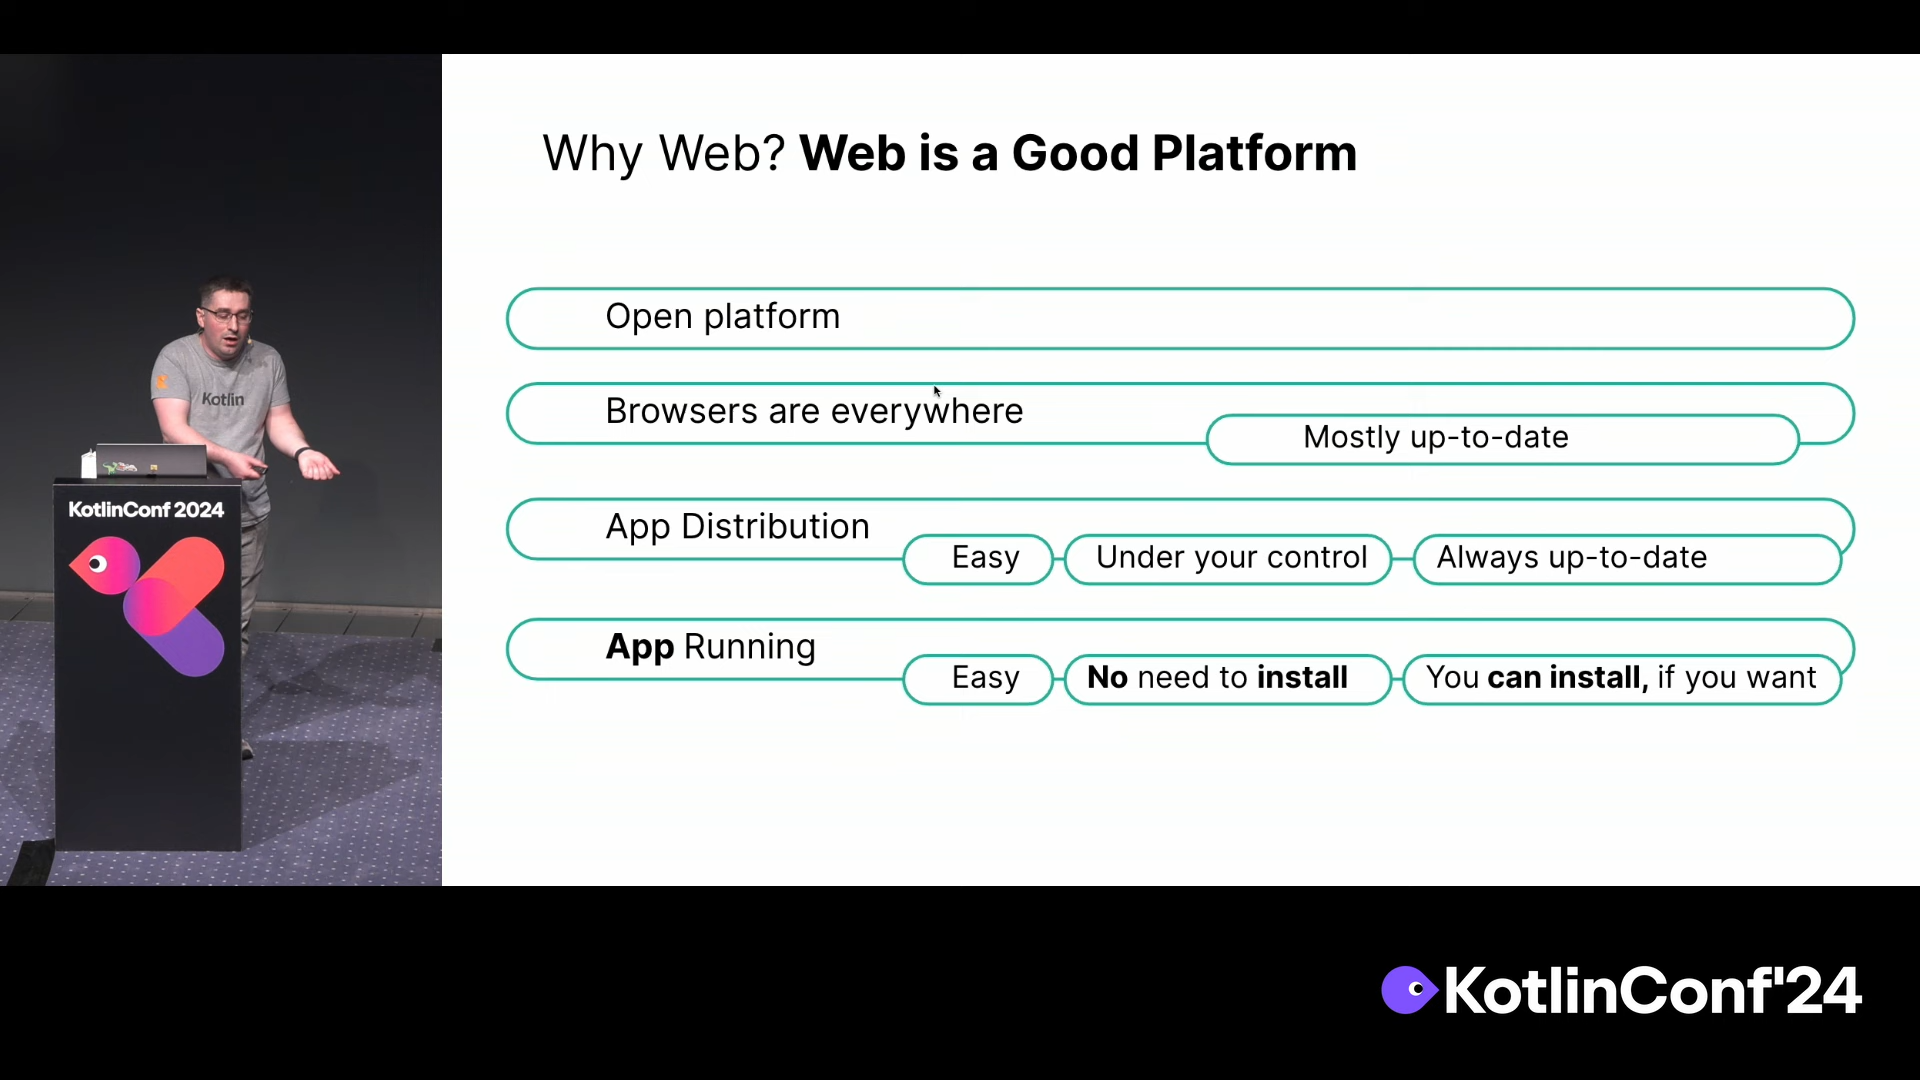 Why Web? Web is a Good Platform
Open platform
Browsers are everywhere
Mostly up-to-date
App Distribution
Easy
Under your control
Always up-to-date
App Running
Easy
No need to install
You can install, if you want
Kotlin
KotlinConf 2024
KotlinConf'24